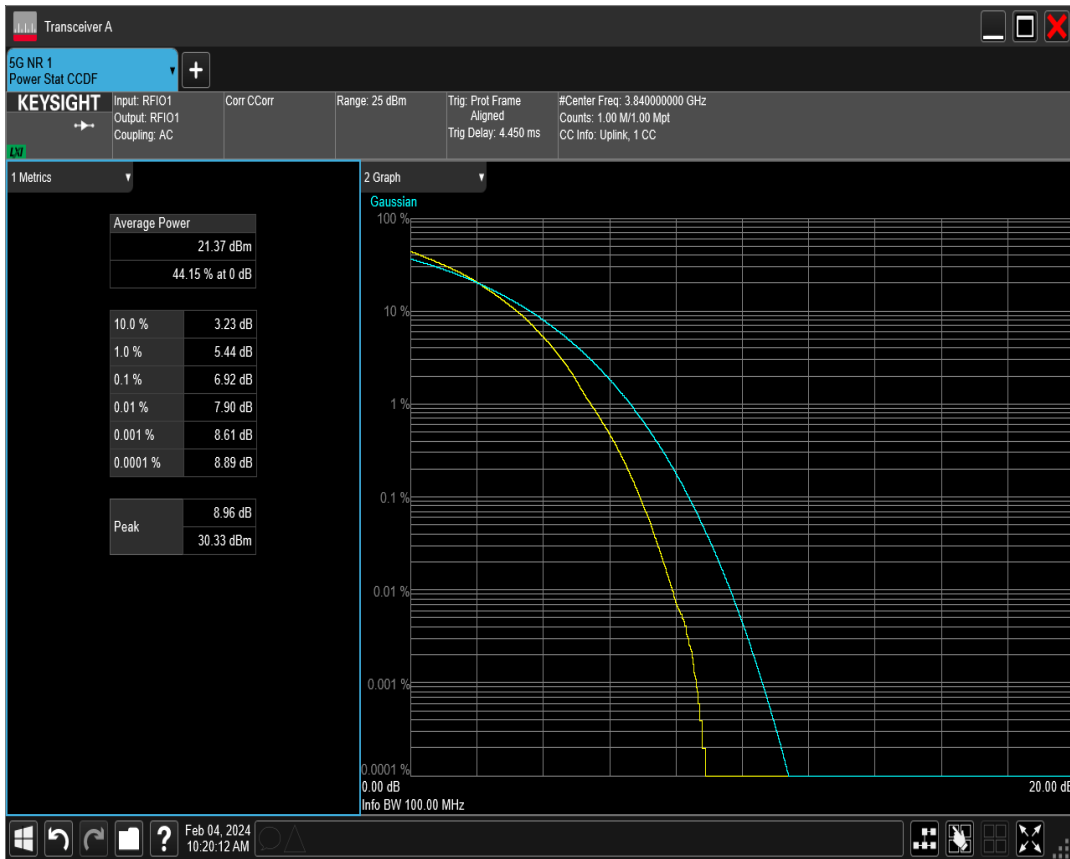 Transceiver A
5G NR 1
Power Stat CCDF
KEYSIGHT
LXI
Input: RFIO1
Output: RFIO1
Coupling: AC
Corr CCorr
Range: 25 dBm
Trig: Prot Frame
Aligned
Trig Delay: 4.450 ms
#Center Freq: 3.840000000 GHz
Counts: 1.00 M/1.00 Mpt
CC Info: Uplink, 1 CC
1 Metrics
Average Power
21.37 dBm
44.15 % at 0 dB
10.0 % 3.23 dB
1.0 % 5.44 dB
0.1 % 6.92 dB
0.01 % 7.90 dB
0.001 % 8.61 dB
0.0001 % 8.89 dB
Peak
8.96 dB
30.33 dBm
2 Graph
Gaussian
100 %
10 %
1 %
0.1 %
0.01 %
0.001 %
0.0001 %
0.00 dB 20.00 dB
Info BW 100.00 MHz
?
Feb 04, 2024
10:20:12 AM